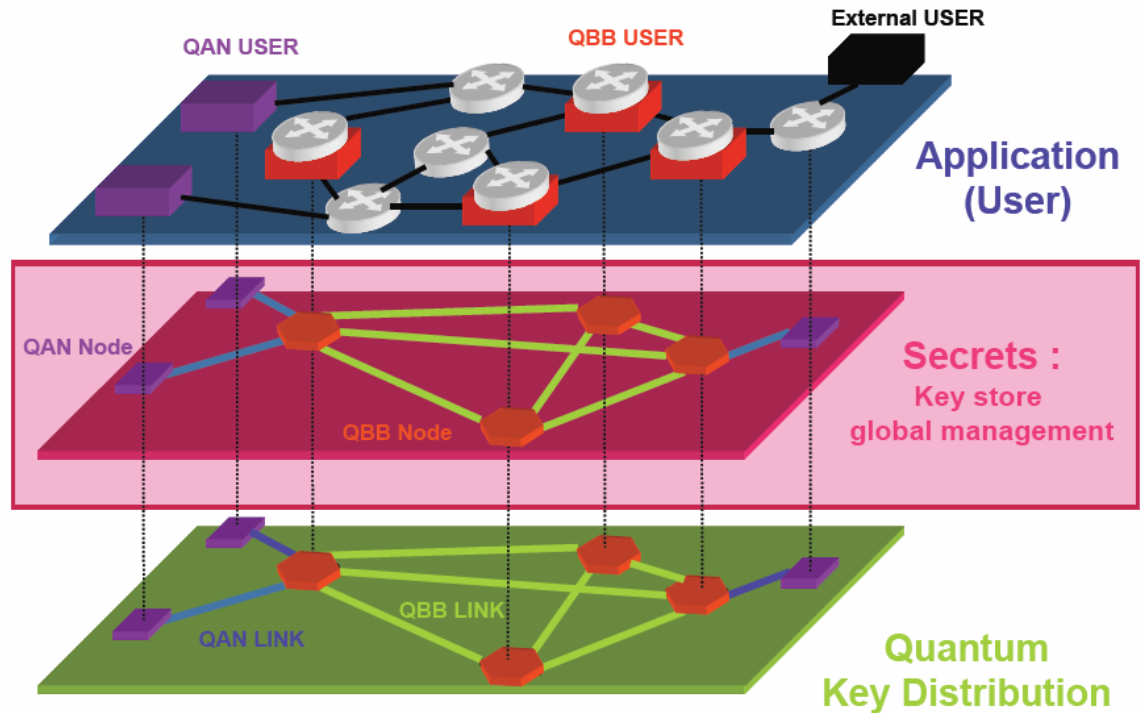 External USER
QAN USER
QBB USER
Application
(User)
QAN Node
Secrets :
Key store
global management
QBB Node
QBB LINK
QAN LINK
Quantum
Key Distribution